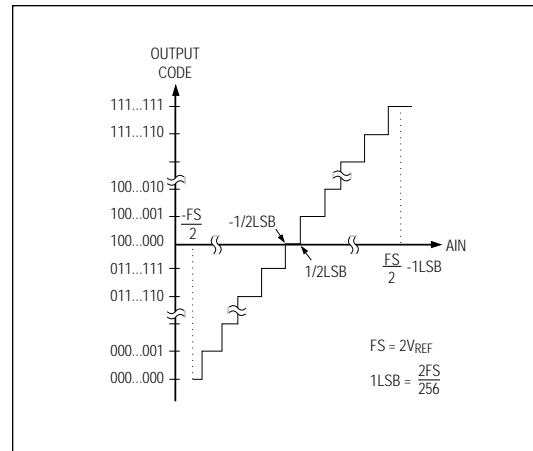 OUTPUT
CODE
111...111
111...110
100...010
100...001
100...000
011...111
011...110
000...001
000...000
-FS
2
-1/2LSB
1/2LSB
AIN
FS
2
-1LSB
FS = 2VREF
1LSB = 2FS
256